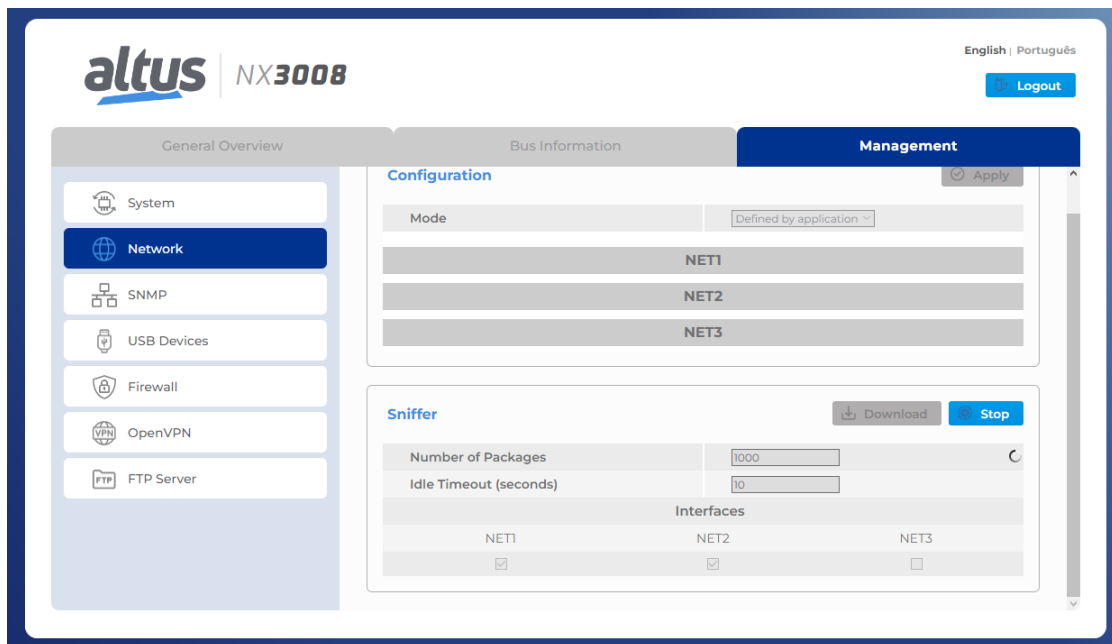 altus NX3008
English | Português
Logout
General Overview Bus Information Management
System
Network
SNMP
USB Devices
Firewall
VPN OpenVPN
FTP FTP Server
Configuration Apply
Mode Defined by application
NET1
NET2
NET3
Sniffer Download Stop
Number of Packages 1000
Idle Timeout (seconds) 10
Interfaces
NET1 NET2 NET3